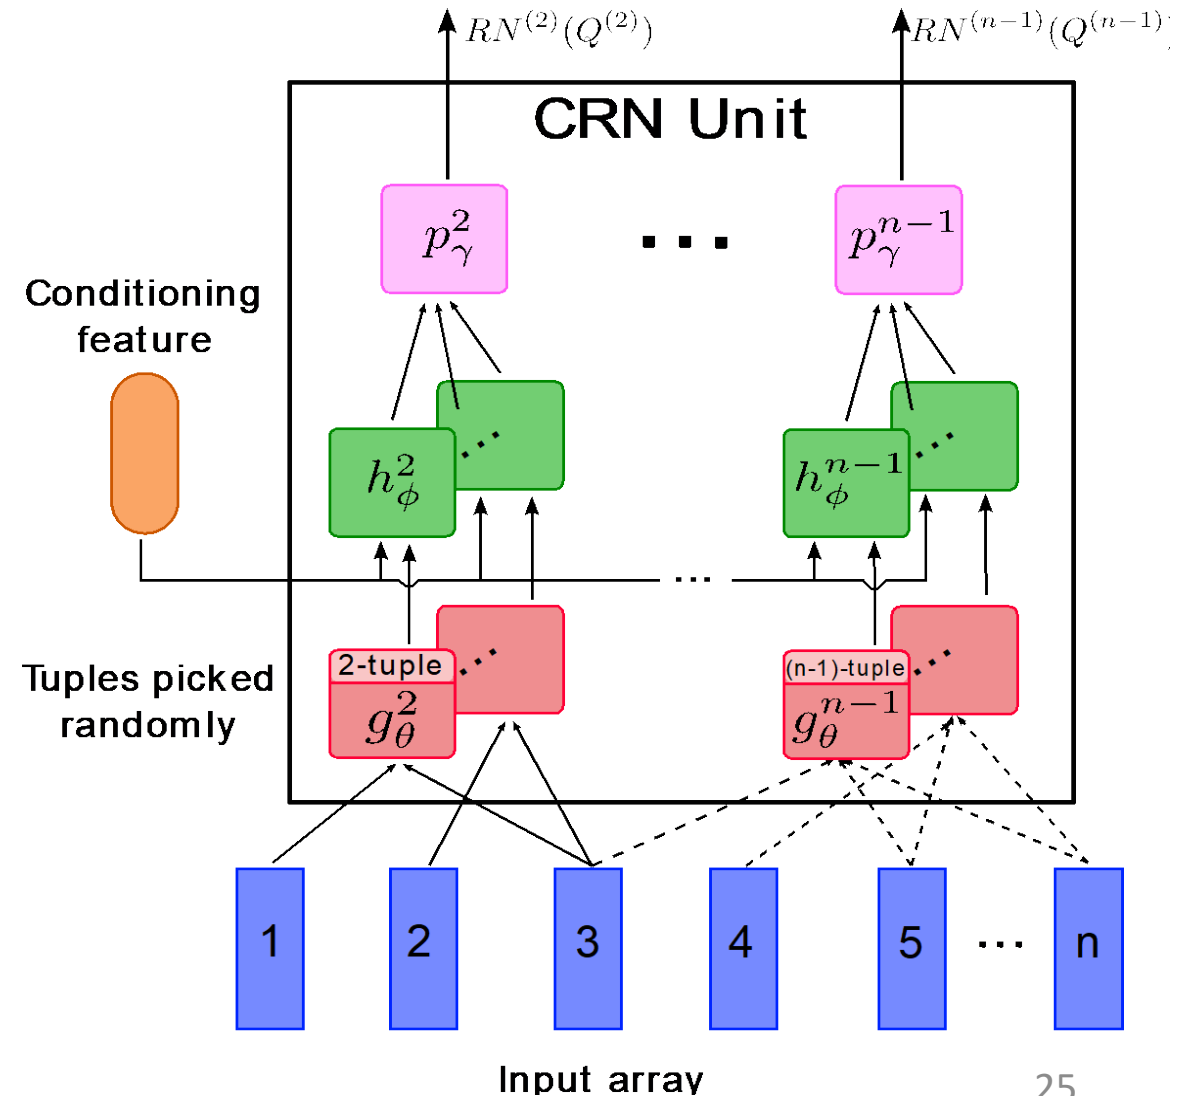 RN^{(2)}(Q^{(2)})
RN^{(n-1)}(Q^{(n-1)})
CRN Unit
p_γ^2
...
p_γ^{n-1}
Conditioning
feature
...
...
h_ϕ^2
h_ϕ^{n-1}
...
...
...
2-tuple
(n-1)-tuple
Tuples picked
randomly
g_θ^2
g_θ^{n-1}
1
2
3
4
5
...
n
Input array
25